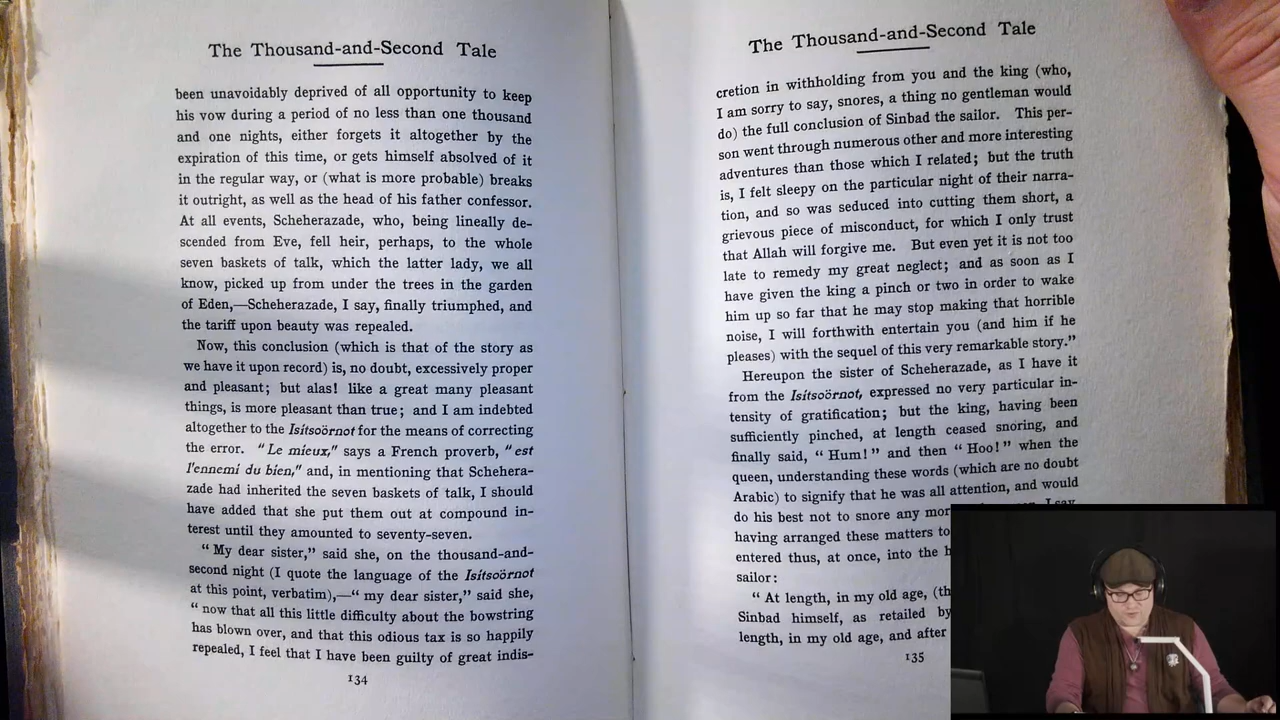 The Thousand-and-Second Tale
been unavoidably deprived of all opportunity to keep
his vow during a period of no less than one thousand
and one nights, either forgets it altogether by the
expiration of this time, or gets himself absolved of it
in the regular way, or (what is more probable) breaks
it outright, as well as the head of his father confessor.
At all events, Scheherazade, who, being lineally de-
scended from Eve, fell heir, perhaps, to the whole
seven baskets of talk, which the latter lady, we all
know, picked up from under the trees in the garden
of Eden,—Scheherazade, I say, finally triumphed, and
the tariff upon beauty was repealed.
Now, this conclusion (which is that of the story as
we have it upon record) is, no doubt, excessively proper
and pleasant; but alas! like a great many pleasant
things, is more pleasant than true; and I am indebted
altogether to the Isitsoörnot for the means of correcting
the error. "Le mieux," says a French proverb, "est
l'ennemi du bien," and, in mentioning that Schehera-
zade had inherited the seven baskets of talk, I should
have added that she put them out at compound in-
terest until they amounted to seventy-seven.
"My dear sister," said she, on the thousand-and-
second night (I quote the language of the Isitsoörnot
at this point, verbatim),—"my dear sister," said she,
"now that all this little difficulty about the bowstring
has blown over, and that this odious tax is so happily
repealed, I feel that I have been guilty of great indis-
134
The Thousand-and-Second Tale
cretion in withholding from you and the king (who,
I am sorry to say, snores, a thing no gentleman would
do) the full conclusion of Sinbad the sailor. This per-
son went through numerous other and more interesting
adventures than those which I related; but the truth
is, I felt sleepy on the particular night of their narra-
tion, and so was seduced into cutting them short, a
grievous piece of misconduct, for which I only trust
that Allah will forgive me. But even yet it is not too
late to remedy my great neglect; and as soon as I
have given the king a pinch or two in order to wake
him up so far that he may stop making that horrible
noise, I will forthwith entertain you (and him if he
pleases) with the sequel of this very remarkable story."
Hereupon the sister of Scheherazade, as I have it
from the Isitsoörnot, expressed no very particular in-
tensity of gratification; but the king, having been
sufficiently pinched, at length ceased snoring, and
finally said, "Hum!" and then "Hoo!" when the
queen, understanding these words (which are no doubt
Arabic) to signify that he was all attention, and would
do his best not to snore any I say
having arranged these matters to
entered thus, at once, into the
sailor:
"At length, in my old age,
Sinbad himself, as retailed by
length, in my old age, and after
135